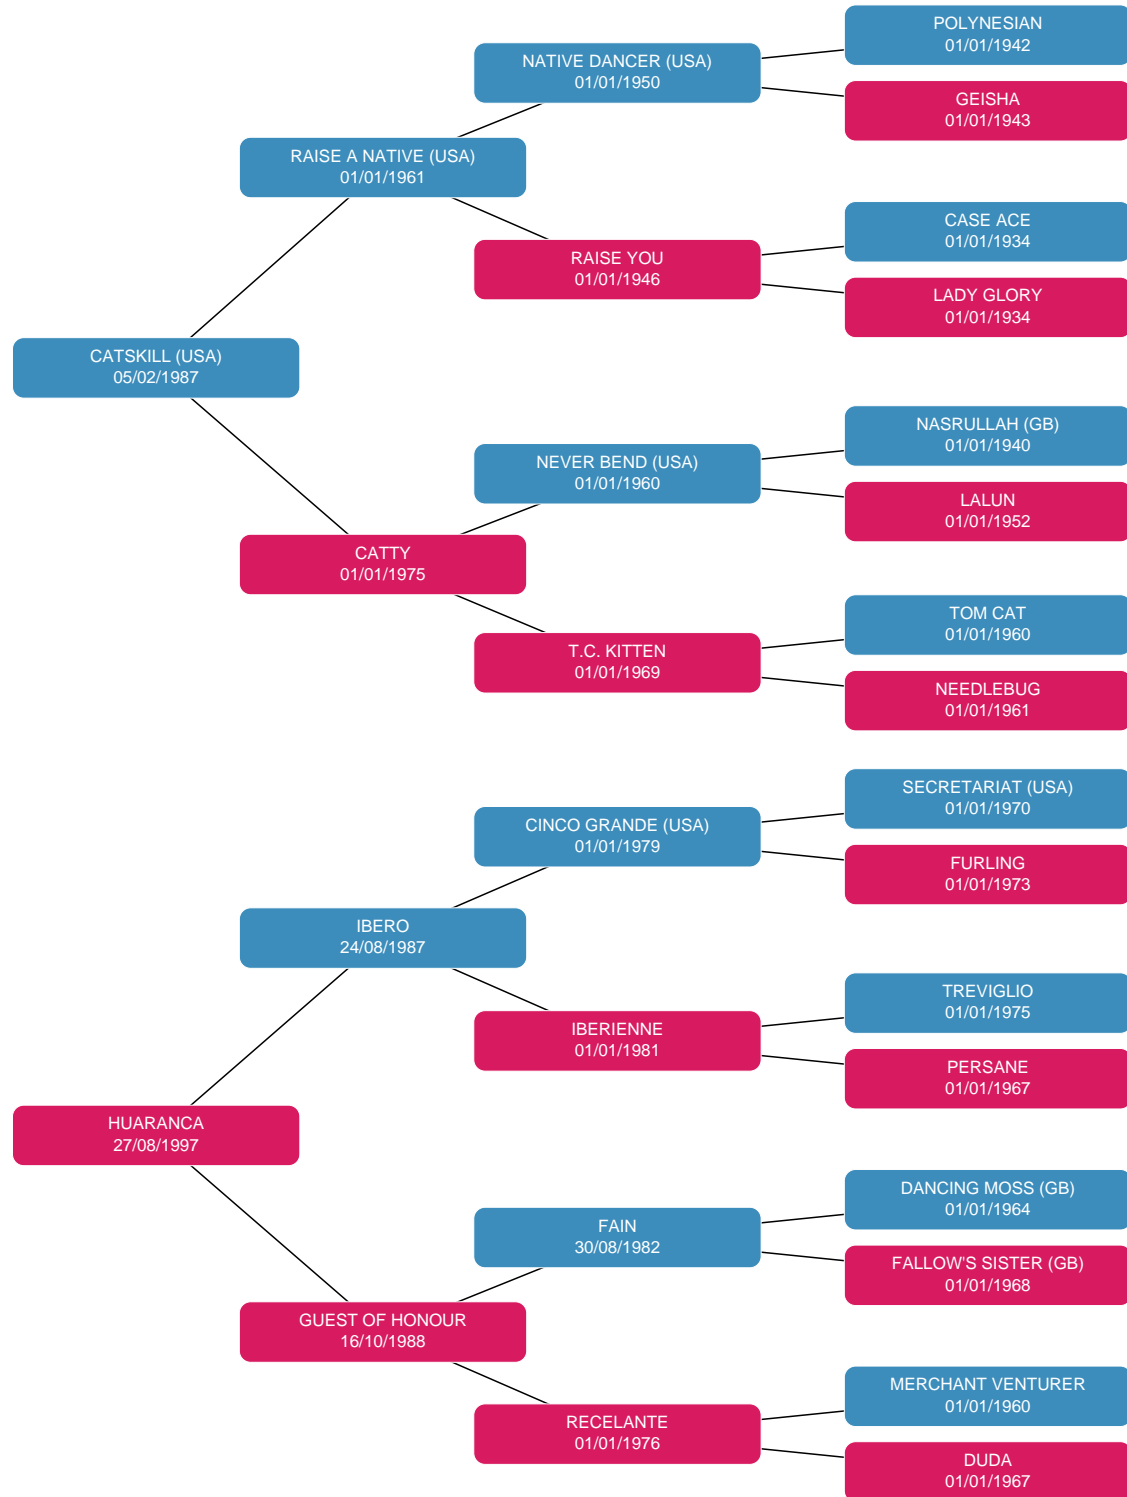 POLYNESIAN
01/01/1942
NATIVE DANCER (USA)
01/01/1950
GEISHA
01/01/1943
RAISE A NATIVE (USA)
01/01/1961
CASE ACE
01/01/1934
RAISE YOU
01/01/1946
LADY GLORY
01/01/1934
CATSKILL (USA)
05/02/1987
NASRULLAH (GB)
01/01/1940
NEVER BEND (USA)
01/01/1960
LALUN
01/01/1952
CATTY
01/01/1975
TOM CAT
01/01/1960
T.C. KITTEN
01/01/1969
NEEDLEBUG
01/01/1961
SECRETARIAT (USA)
01/01/1970
CINCO GRANDE (USA)
01/01/1979
FURLING
01/01/1973
IBERO
24/08/1987
TREVIGLIO
01/01/1975
IBERIENNE
01/01/1981
PERSANE
01/01/1967
HUARANCA
27/08/1997
DANCING MOSS (GB)
01/01/1964
FAIN
30/08/1982
FALLOW'S SISTER (GB)
01/01/1968
GUEST OF HONOUR
16/10/1988
MERCHANT VENTURER
01/01/1960
RECELANTE
01/01/1976
DUDA
01/01/1967